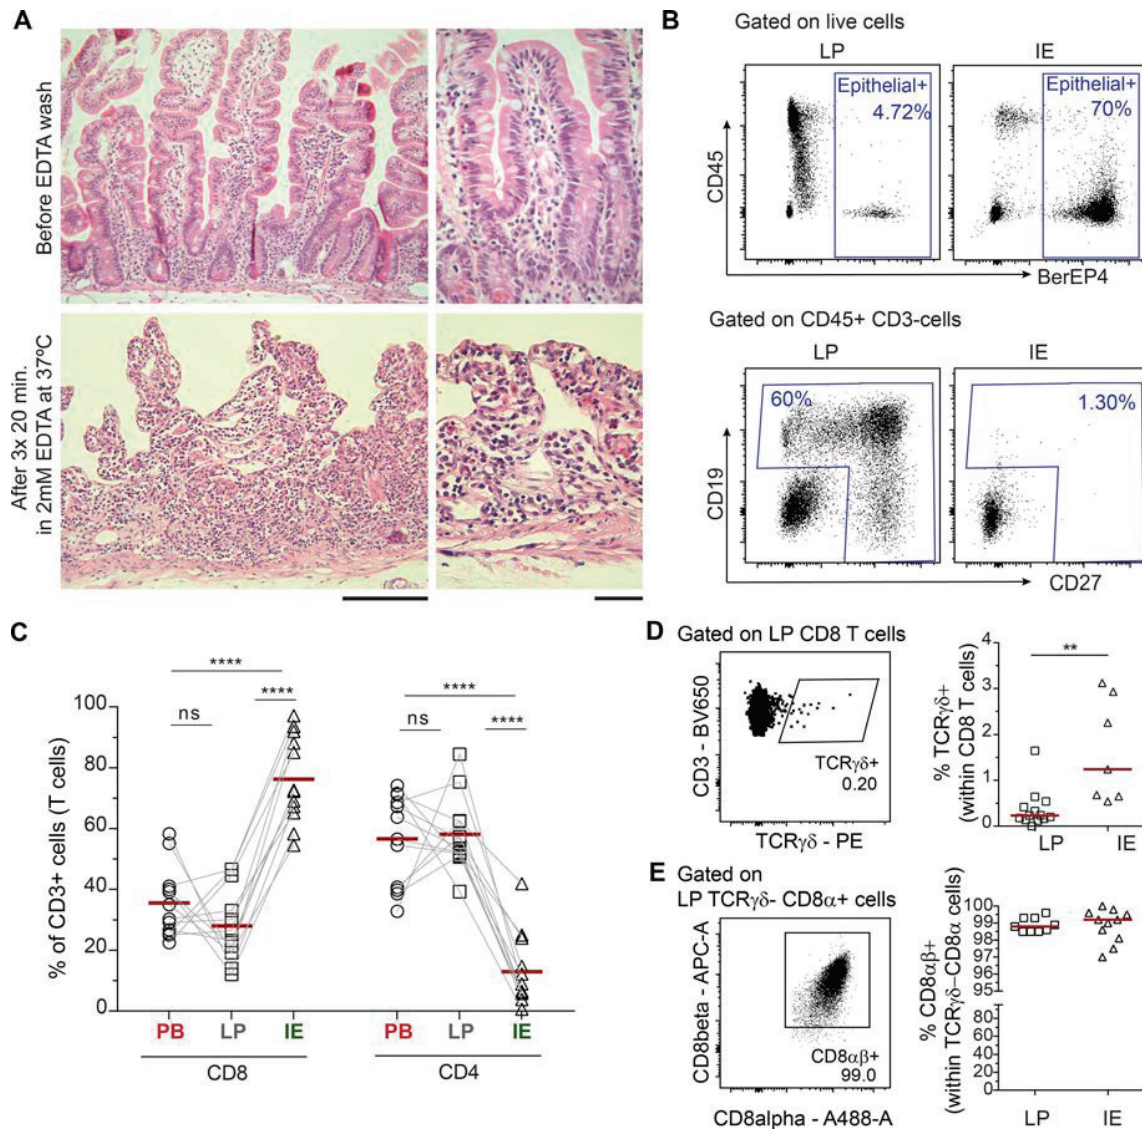 A
Before EDTA wash
After 3x 20 min.
in 2mM EDTA at 37ºC
B
Gated on live cells
LP
IE
Epithelial+
4.72%
Epithelial+
70%
CD45
BerEP4
Gated on CD45+ CD3-cells
LP
IE
60%
1.30%
CD19
CD27
C
% of CD3+ cells (T cells)
100
80
60
40
20
0
****
ns
****
****
ns
****
PB
LP
IE
PB
LP
IE
CD8
CD4
D
Gated on LP CD8 T cells
CD3 - BV650
TCRγδ+
0.20
TCRγδ - PE
% TCRγδ+
(within CD8 T cells)
4
3
2
1
0
**
LP
IE
E
Gated on
LP TCRγδ- CD8α+ cells
CD8beta - APC-A
CD8αβ+
99.0
CD8alpha - A488-A
% CD8αβ+
(within TCRγδ–CD8α cells)
100
99
98
96
95
80
60
40
20
0
LP
IE